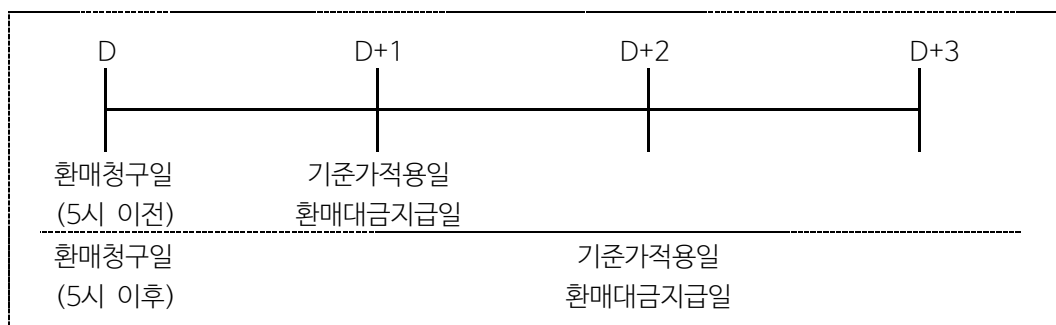 D D+1 D+2 D+3
환매청구일 기준가적용일
(5시 이전) 환매대금지급일
환매청구일 기준가적용일
(5시 이후) 환매대금지급일